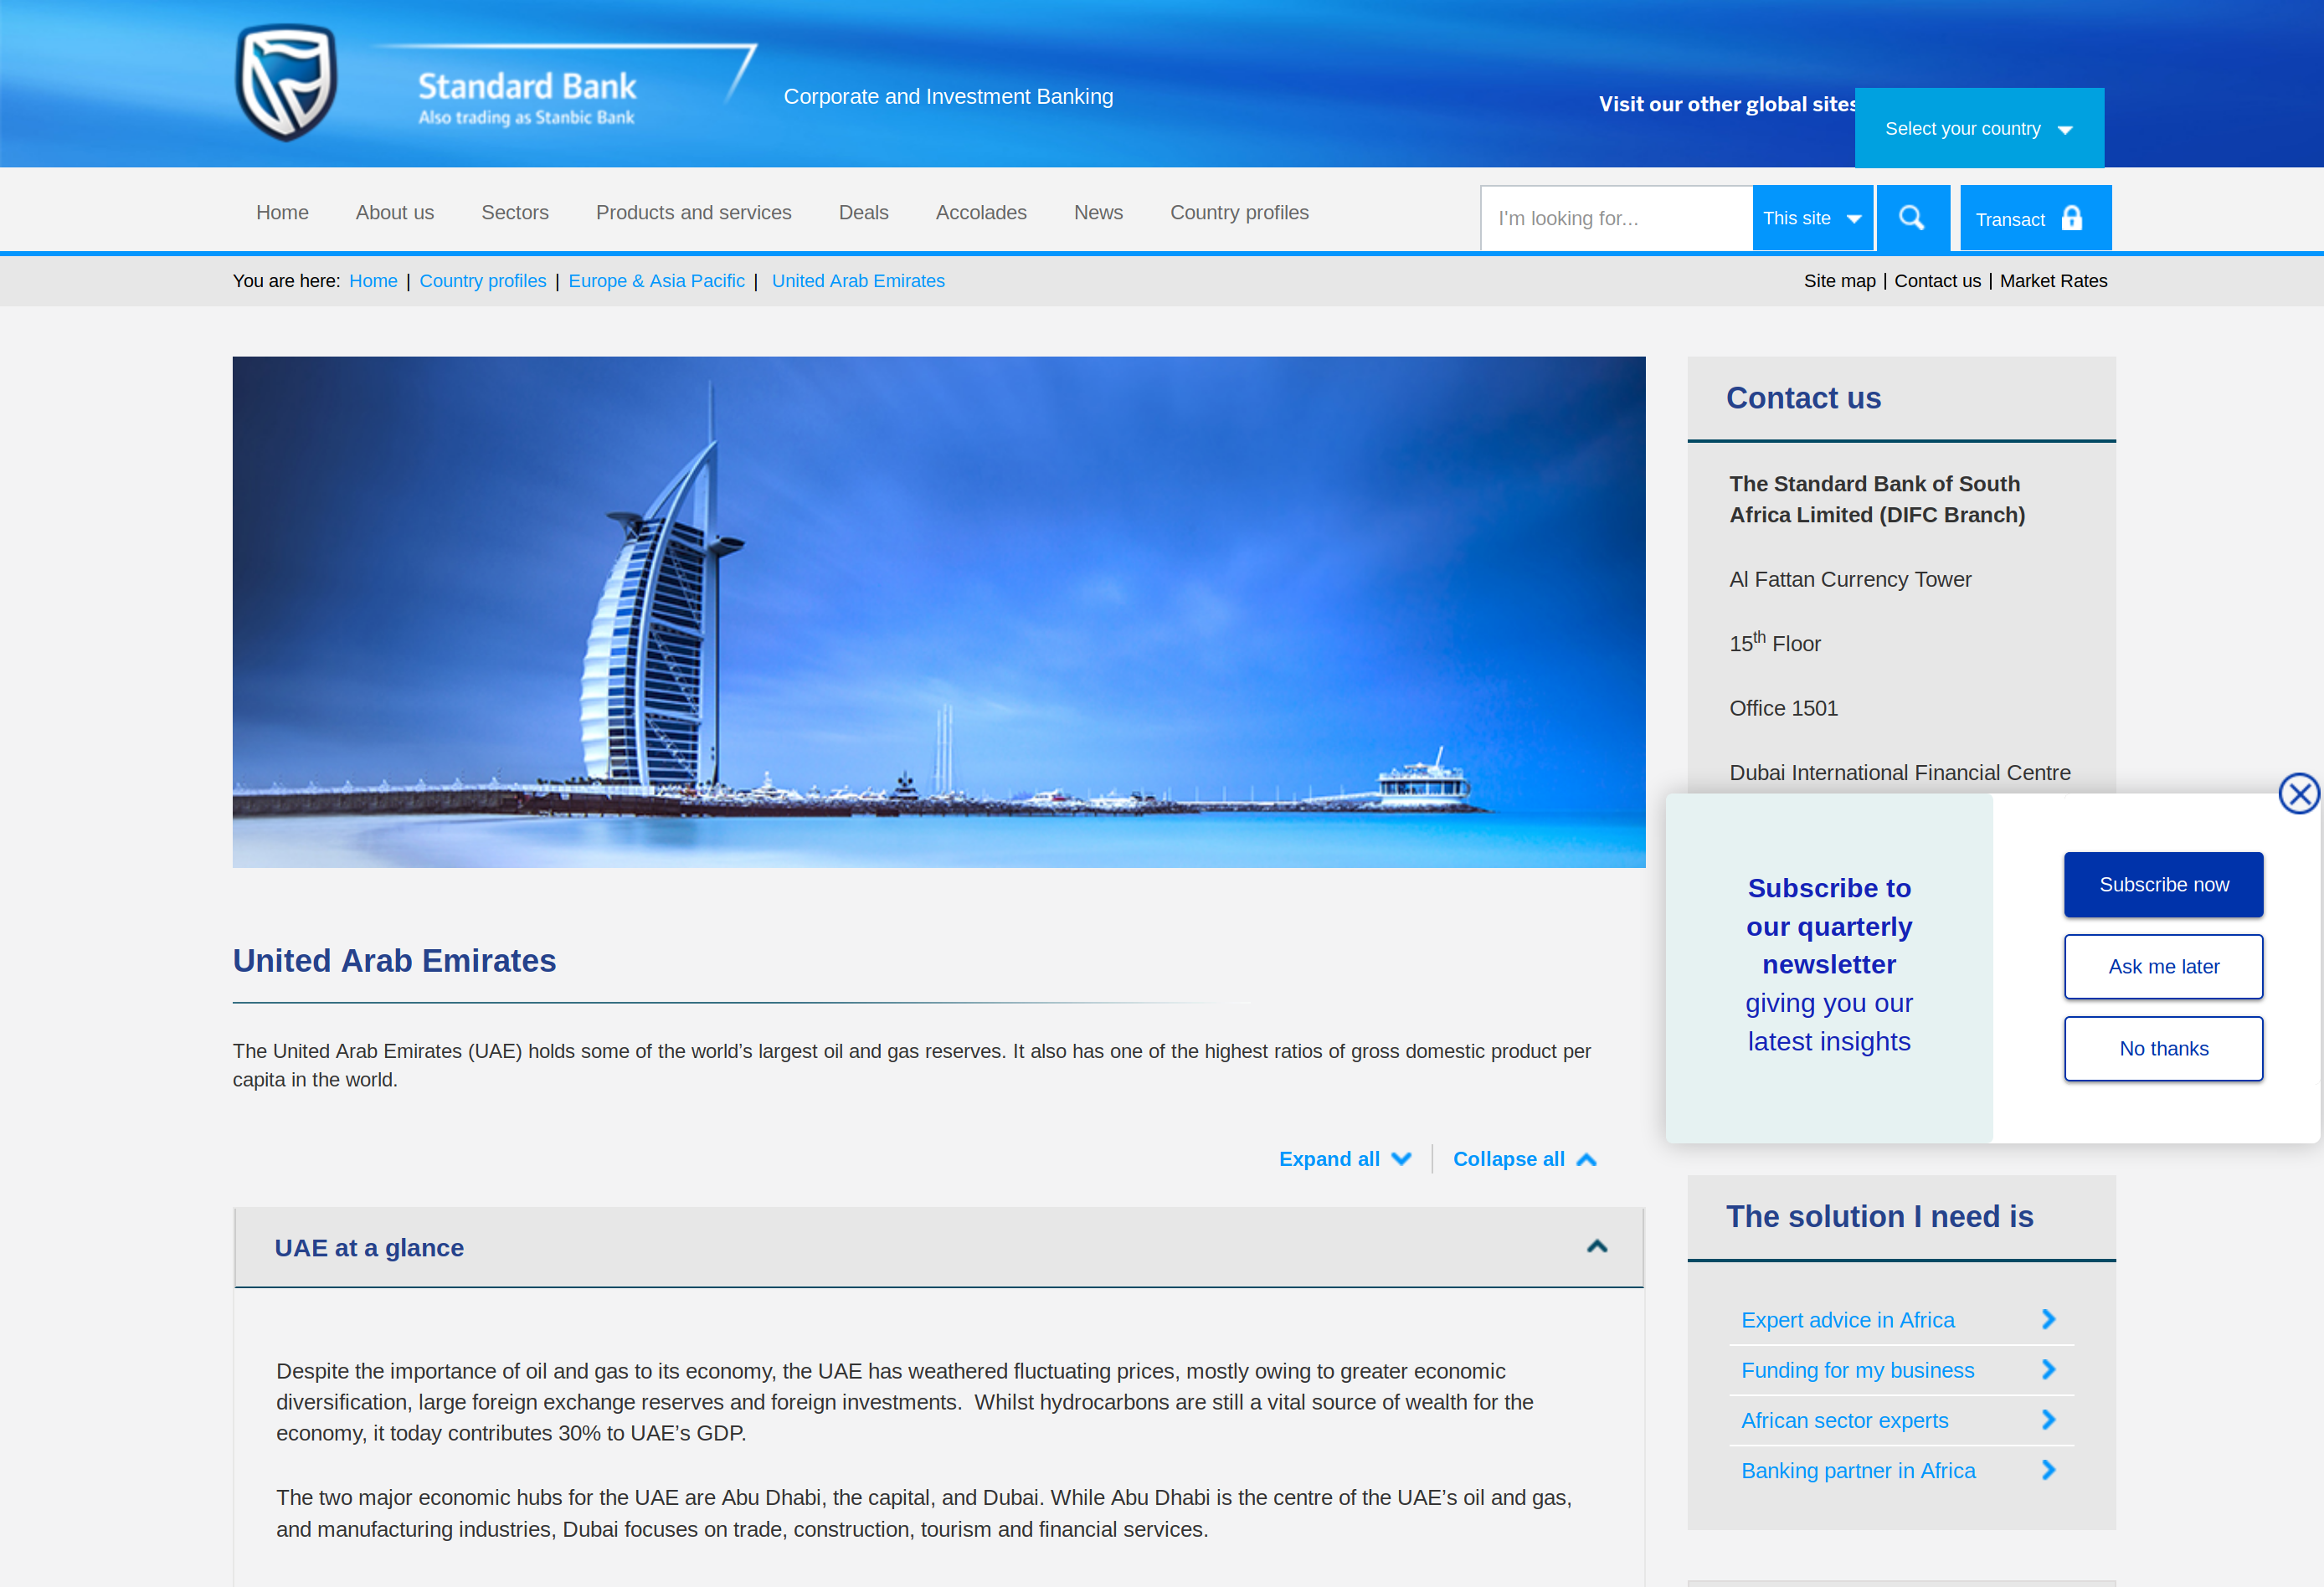 Standard Bank
Also trading as Stanbic Bank
Corporate and Investment Banking
Visit our other global sites
Select your country
Home
About us
Sectors
Products and services
Deals
Accolades
News
Country profiles
I'm looking for...
This site
Transact
You are here: Home | Country profiles | Europe & Asia Pacific | United Arab Emirates
Site map | Contact us | Market Rates
Contact us
The Standard Bank of South
Africa Limited (DIFC Branch)
Al Fattan Currency Tower
15th Floor
Office 1501
Dubai International Financial Centre
Subscribe to
our quarterly
newsletter
giving you our
latest insights
Subscribe now
Ask me later
No thanks
United Arab Emirates
The United Arab Emirates (UAE) holds some of the world’s largest oil and gas reserves. It also has one of the highest ratios of gross domestic product per
capita in the world.
Expand all
Collapse all
UAE at a glance
Despite the importance of oil and gas to its economy, the UAE has weathered fluctuating prices, mostly owing to greater economic
diversification, large foreign exchange reserves and foreign investments.  Whilst hydrocarbons are still a vital source of wealth for the
economy, it today contributes 30% to UAE’s GDP.
The two major economic hubs for the UAE are Abu Dhabi, the capital, and Dubai. While Abu Dhabi is the centre of the UAE’s oil and gas,
and manufacturing industries, Dubai focuses on trade, construction, tourism and financial services.
The solution I need is
Expert advice in Africa
Funding for my business
African sector experts
Banking partner in Africa